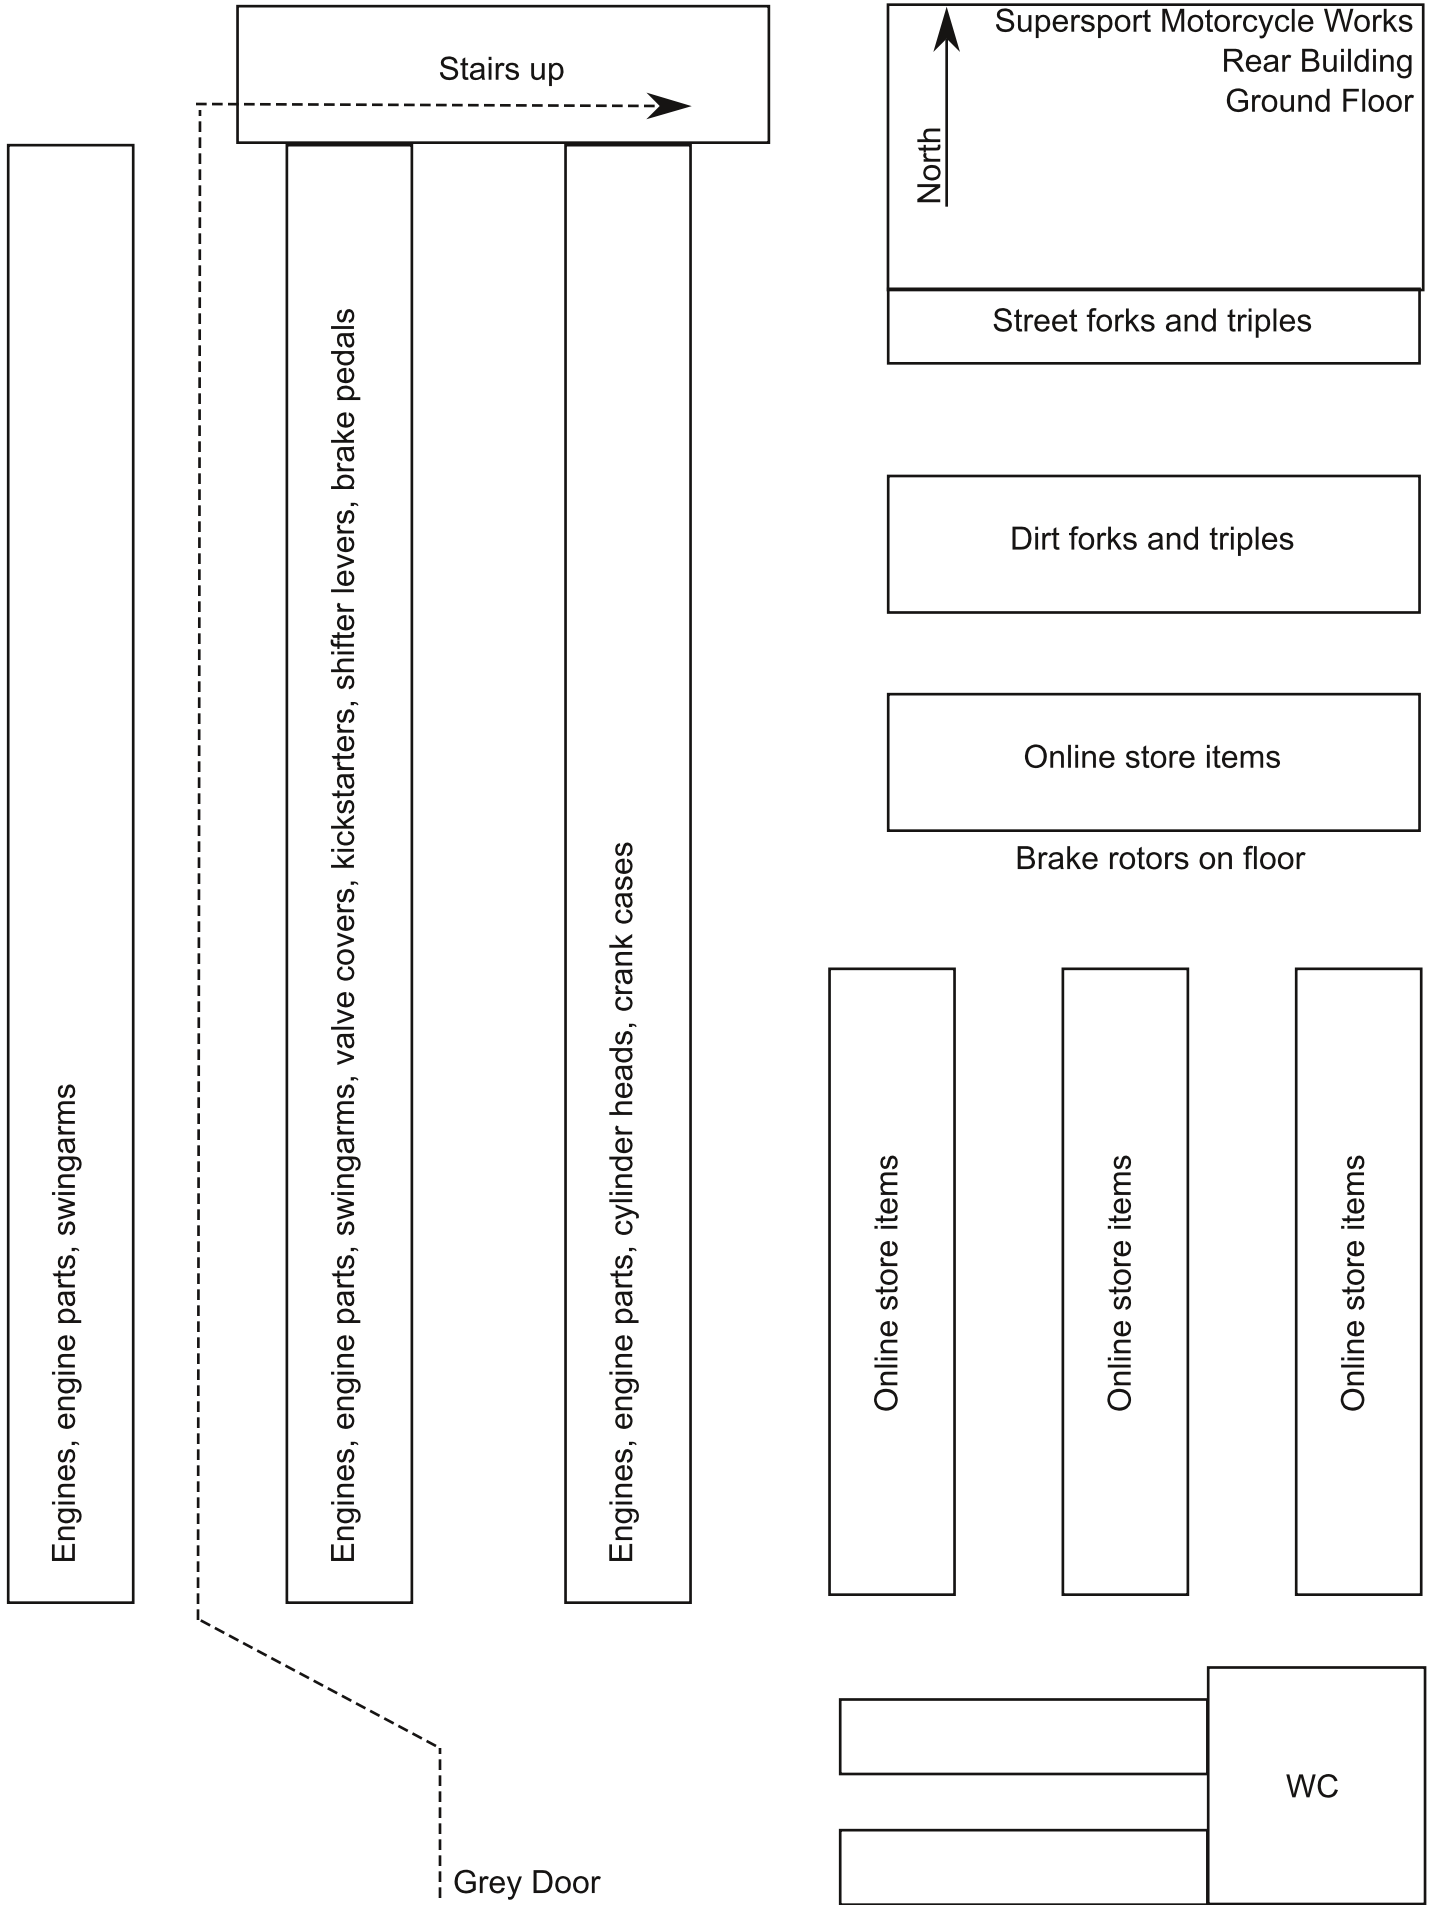 Supersport Motorcycle Works
Rear Building
Ground Floor
North
Stairs up
Street forks and triples
Dirt forks and triples
Online store items
Brake rotors on floor
Engines, engine parts, swingarms
Engines, engine parts, swingarms, valve covers, kickstarters, shifter levers, brake pedals
Engines, engine parts, cylinder heads, crank cases
Online store items
Online store items
Online store items
WC
Grey Door